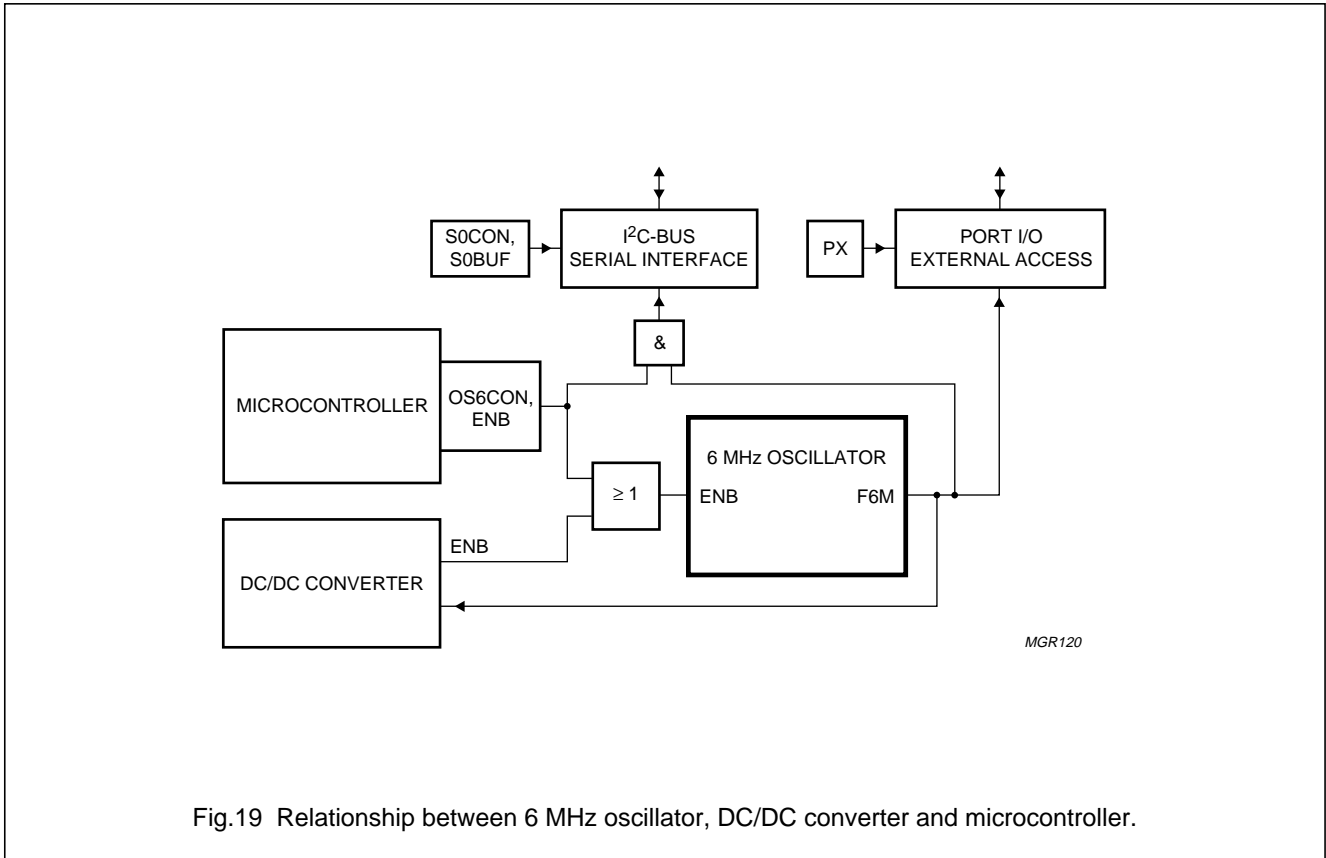 S0CON,
S0BUF
I²C-BUS
SERIAL INTERFACE
PX
PORT I/O
EXTERNAL ACCESS
&
MICROCONTROLLER
OS6CON,
ENB
6 MHz OSCILLATOR
≥ 1
ENB
F6M
ENB
DC/DC CONVERTER
MGR120
Fig.19 Relationship between 6 MHz oscillator, DC/DC converter and microcontroller.